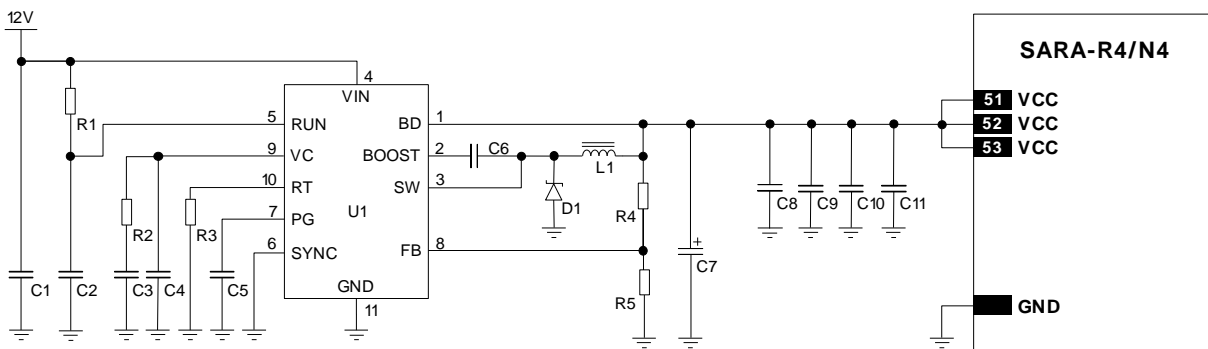 12V
SARA-R4/N4
4
VIN
51 VCC
R1
5 RUN
BD 1
52 VCC
53 VCC
9 VC
BOOST 2
C6
L1
10 RT
SW 3
C8
C9
C10
C11
R2
R3
U1
D1
R4
7 PG
6 SYNC
FB 8
C7
+
C1
C2
C3
C4
C5
GND
11
R5
GND